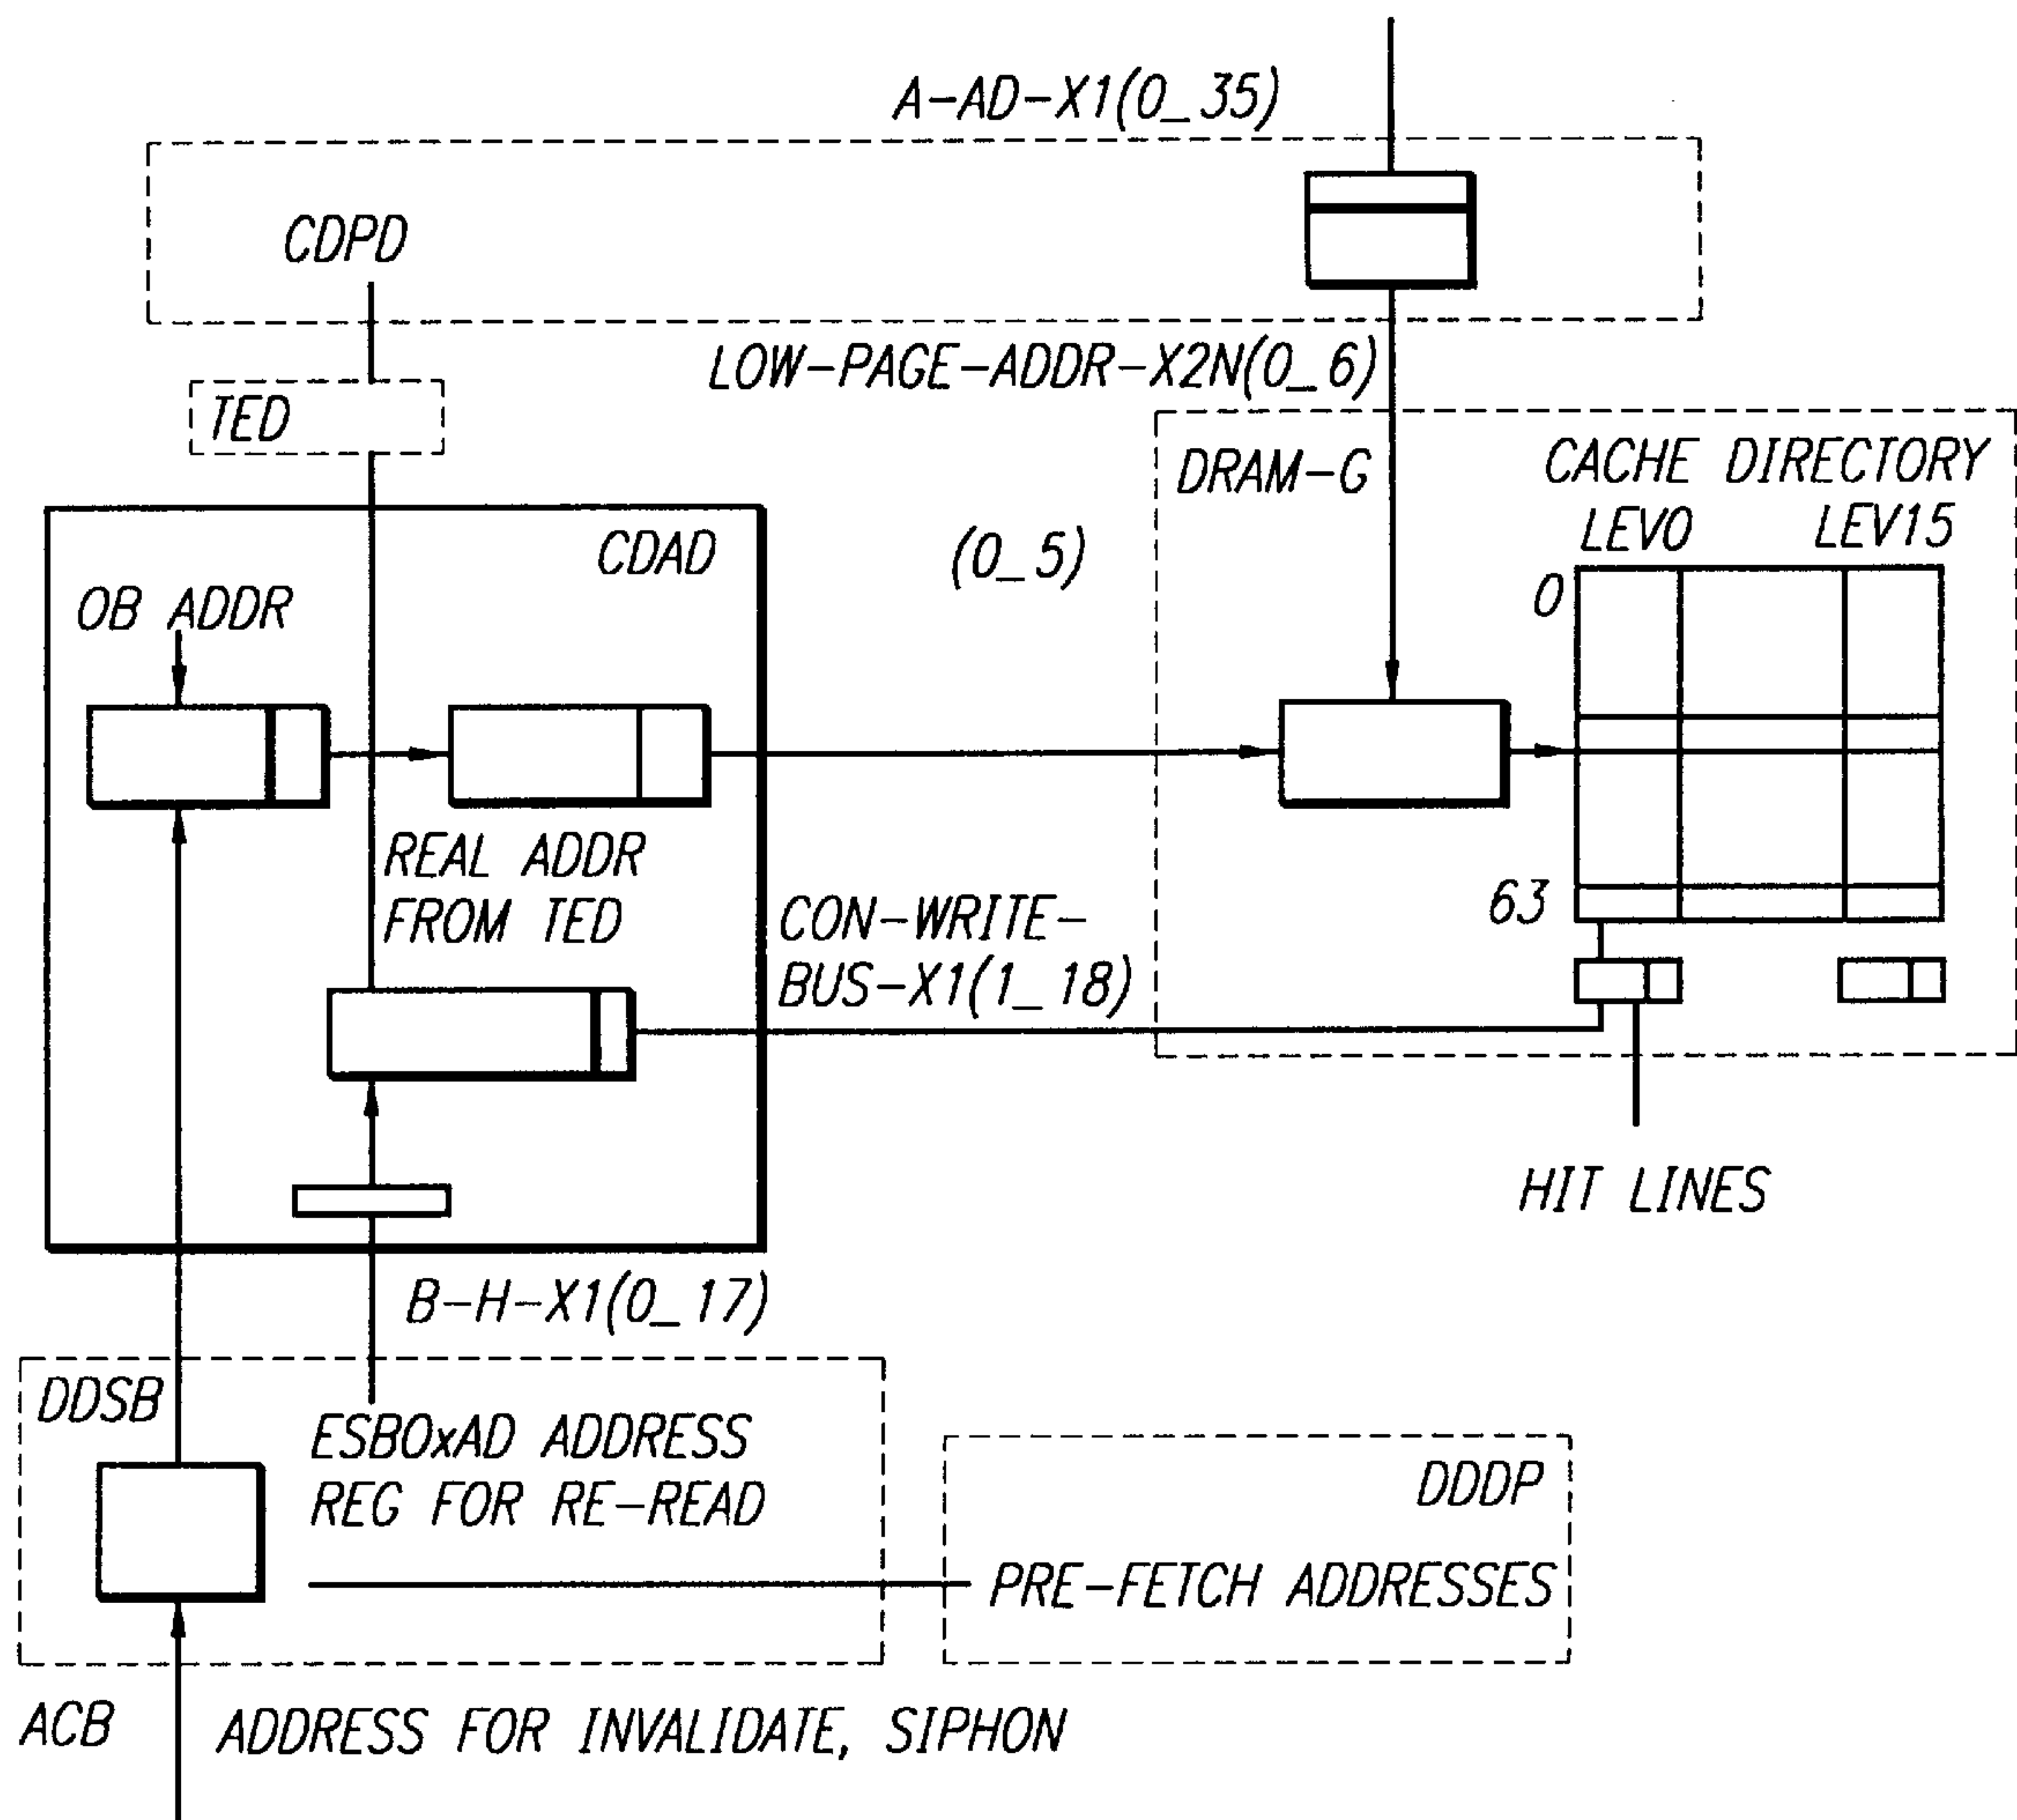 A-AD-X1(0_35)
CDPD
LOW-PAGE-ADDR-X2N(0_6)
TED
DRAM-G
CACHE DIRECTORY
LEV0
LEV15
CDAD
(0_5)
OB ADDR
0
REAL ADDR
FROM TED
63
CON-WRITE-
BUS-X1(1_18)
HIT LINES
B-H-X1(0_17)
DDSB
ESBOxAD ADDRESS
REG FOR RE-READ
DDDP
PRE-FETCH ADDRESSES
ACB
ADDRESS FOR INVALIDATE, SIPHON